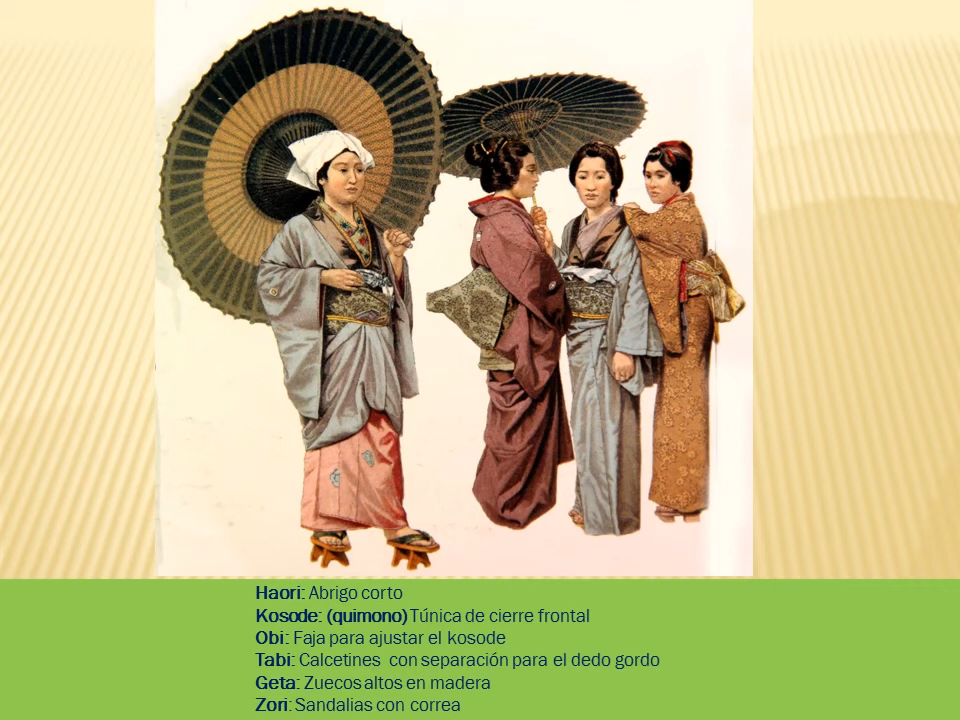 Haori: Abrigo corto
Kosode: (quimono) Túnica de cierre frontal
Obi: Faja para ajustar el kosode
Tabi: Calcetines con separación para el dedo gordo
Geta: Zuecos altos en madera
Zori: Sandalias con correa